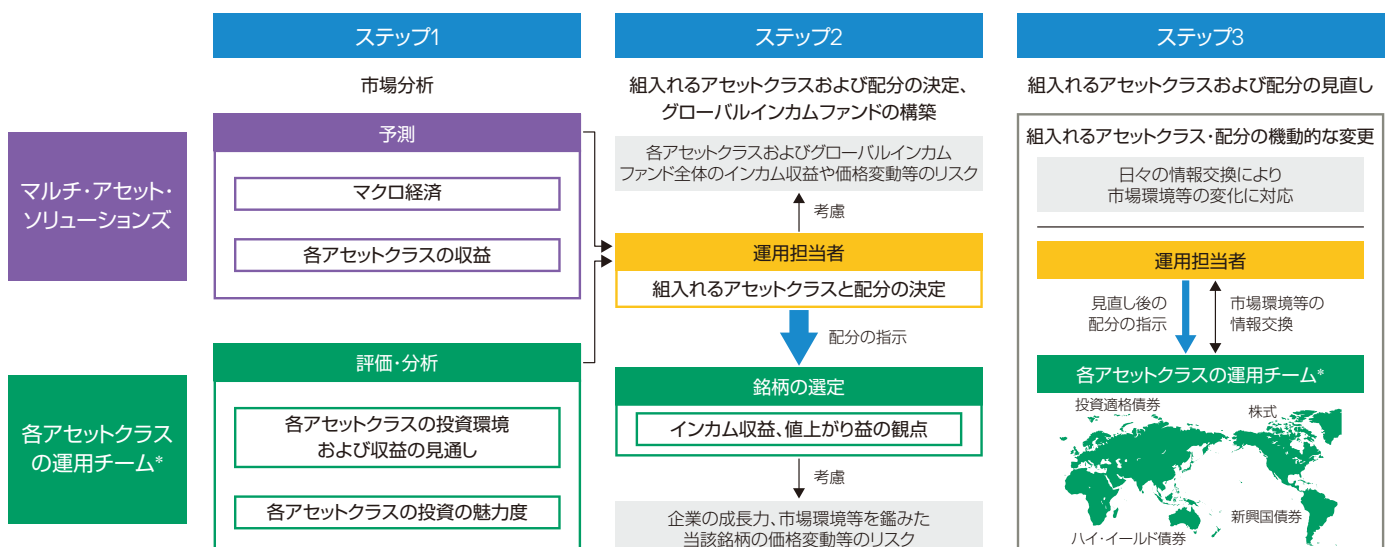 ステップ1
ステップ2
ステップ3
市場分析
組入れるアセットクラスおよび配分の決定、
グローバルインカムファンドの構築
組入れるアセットクラスおよび配分の見直し
マルチ・アセット・
ソリューションズ
予測
マクロ経済
各アセットクラスの収益
各アセットクラス
の運用チーム*
評価・分析
各アセットクラスの投資環境
および収益の見通し
各アセットクラスの投資の魅力度
各アセットクラスおよびグローバルインカム
ファンド全体のインカム収益や価格変動等のリスク
考慮
運用担当者
組入れるアセットクラスと配分の決定
配分の指示
銘柄の選定
インカム収益、値上がり益の観点
考慮
企業の成長力、市場環境等を鑑みた
当該銘柄の価格変動等のリスク
組入れるアセットクラス・配分の機動的な変更
日々の情報交換により
市場環境等の変化に対応
運用担当者
見直し後の
配分の指示
市場環境等の
情報交換
各アセットクラスの運用チーム*
投資適格債券
株式
新興国債券
ハイ・イールド債券